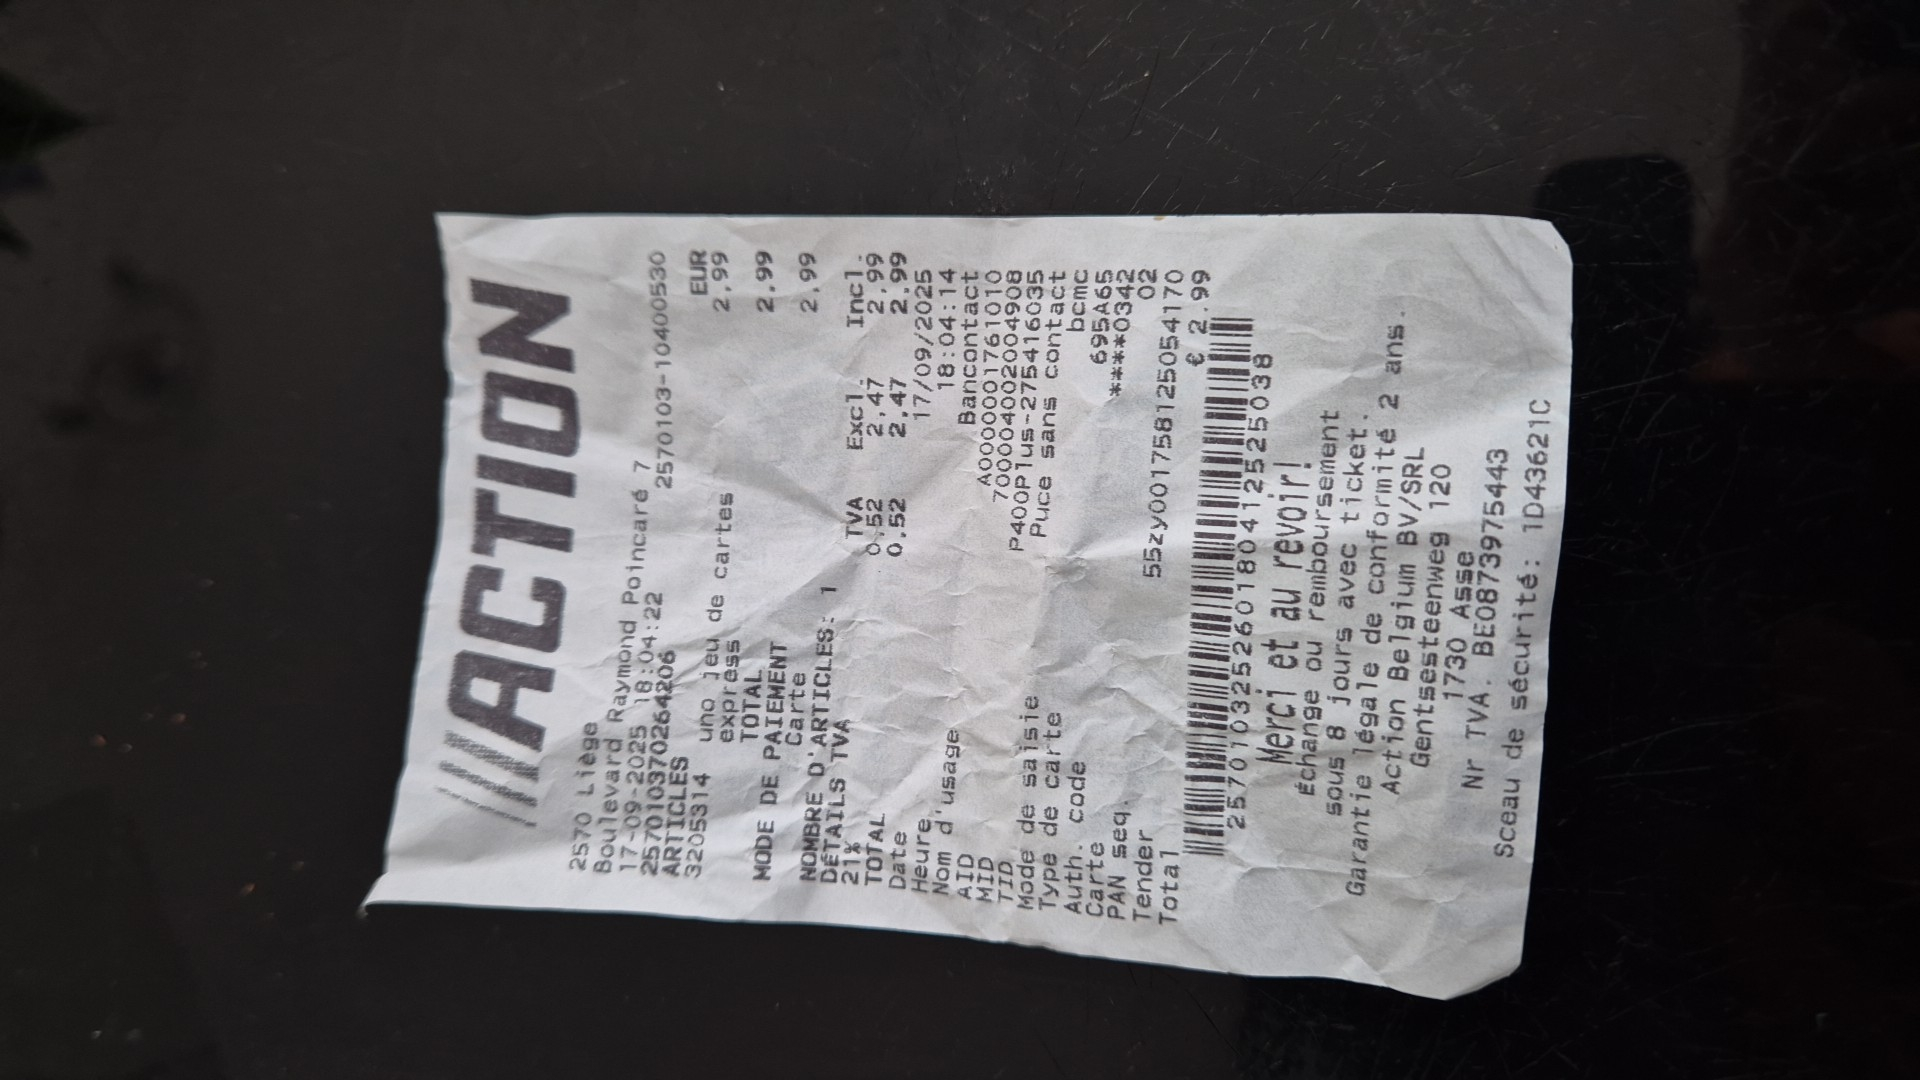 ACTION
2570 Liège
Boulevard Raymond Poincaré 7
17-09-2025 18:04:22 2570103-10400530
2570103702642​06
ARTICLES EUR
3205314 uno jeu de cartes 2,99
express
TOTAL 2,99
MODE DE PAIEMENT
Carte 2,99
NOMBRE D'ARTICLES: 1
DÉTAILS TVA TVA Excl. Incl.
21% 0.52 2,47 2,99
TOTAL 0.52 2.47 2.99
Date 17/09/2025
Heure 18:04:14
Nom d'usage Bancontact
AID A0000001761010
MID 700004002004908
TID P400Plus-275416035
Mode de saisie Puce sans contact
Type de carte bcmc
Auth. code 695A65
Carte ****0342
PAN seq. 02
Tender 55zy001758125054170
Total € 2.99
257010325260180412525038
Merci et au revoir!
Échange ou remboursement
sous 8 jours avec ticket.
Garantie légale de conformité 2 ans.
Action Belgium BV/SRL
Gentsesteenweg 120
1730 Asse
Nr TVA. BE0873975443
Sceau de sécurité: 1D43621C